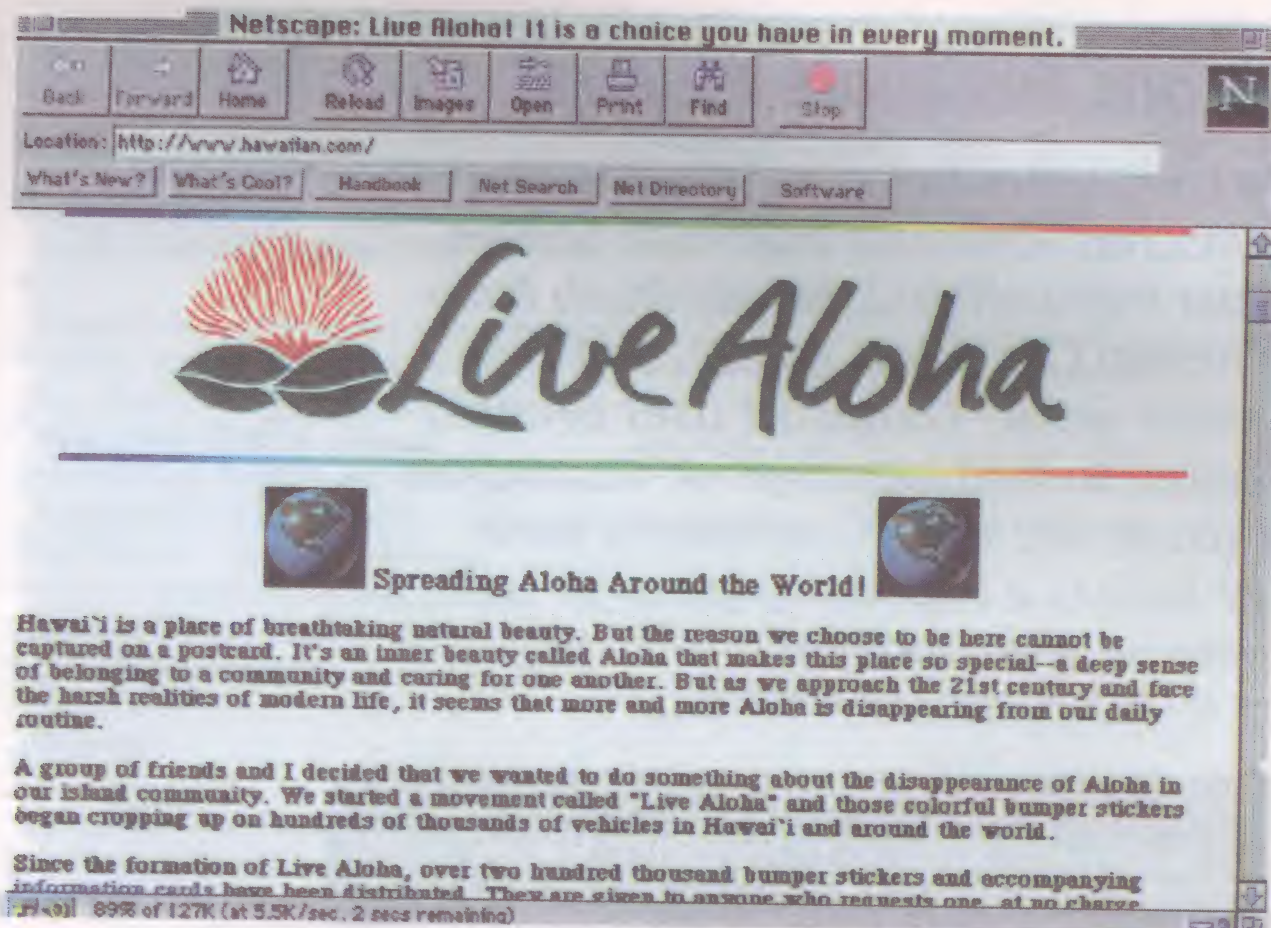 Netscape: Live Aloha! It is a choice you have in every moment.
Back Forward Home Reload Images Open Print Find Stop
N
Location: http://www.hawaiian.com/
What's New? What's Cool? Handbook Net Search Net Directory Software
Live Aloha
Spreading Aloha Around the World!
Hawai`i is a place of breathtaking natural beauty. But the reason we choose to be here cannot be
captured on a postcard. It's an inner beauty called Aloha that makes this place so special--a deep sense
of belonging to a community and caring for one another. But as we approach the 21st century and face
the harsh realities of modern life, it seems that more and more Aloha is disappearing from our daily
routine.
A group of friends and I decided that we wanted to do something about the disappearance of Aloha in
our island community. We started a movement called "Live Aloha" and those colorful bumper stickers
began cropping up on hundreds of thousands of vehicles in Hawai`i and around the world.
Since the formation of Live Aloha, over two hundred thousand bumper stickers and accompanying
information cards have been distributed. They are given to anyone who requests one, at no charge
89% of 127K (at 5.5K/sec, 2 secs remaining)